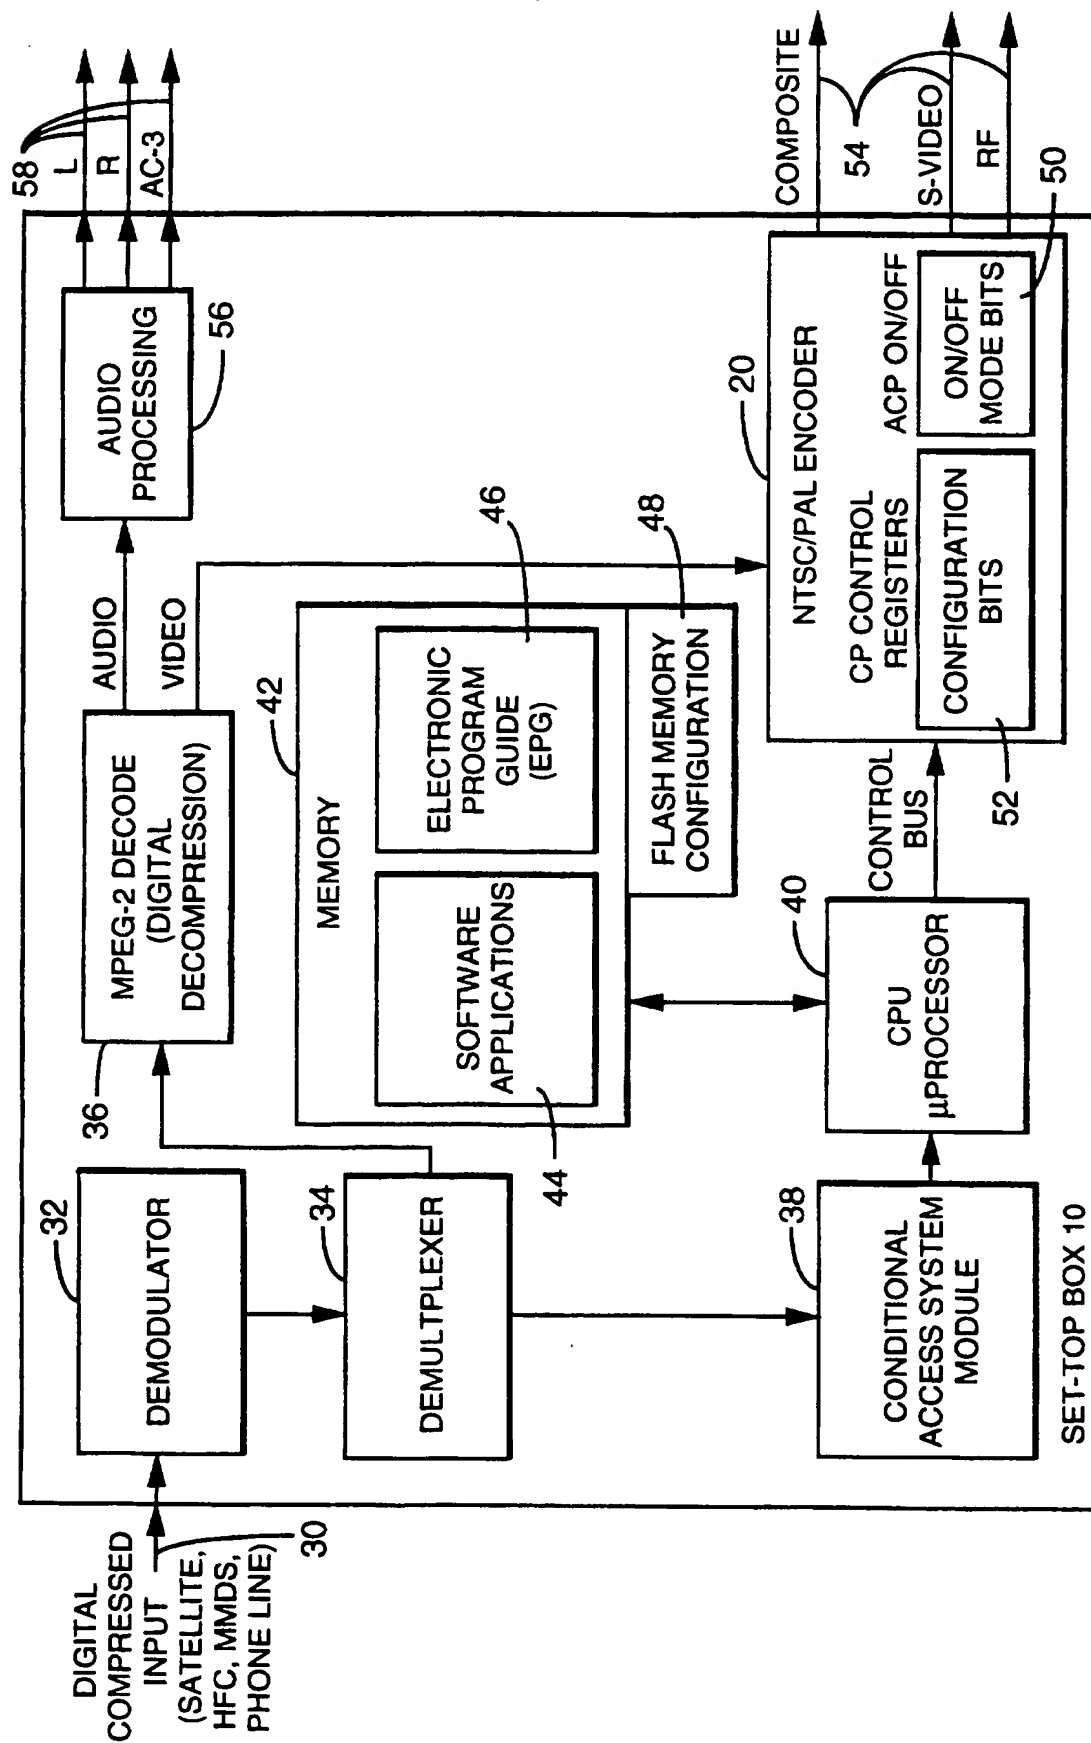 DIGITAL
COMPRESSED
INPUT
(SATELLITE,
HFC, MMDS,
PHONE LINE)
30
32
DEMODULATOR
34
DEMULTPLEXER
36
MPEG-2 DECODE
(DIGITAL
DECOMPRESSION)
AUDIO
VIDEO
AUDIO
PROCESSING
56
58
L
R
AC-3
42
MEMORY
SOFTWARE
APPLICATIONS
44
ELECTRONIC
PROGRAM
GUIDE
(EPG)
46
FLASH MEMORY
CONFIGURATION
48
38
CONDITIONAL
ACCESS SYSTEM
MODULE
40
CPU
µPROCESSOR
CONTROL
BUS
20
NTSC/PAL ENCODER
CP CONTROL
REGISTERS
CONFIGURATION
BITS
52
ACP ON/OFF
ON/OFF
MODE BITS
50
COMPOSITE
54
S-VIDEO
RF
SET-TOP BOX 10